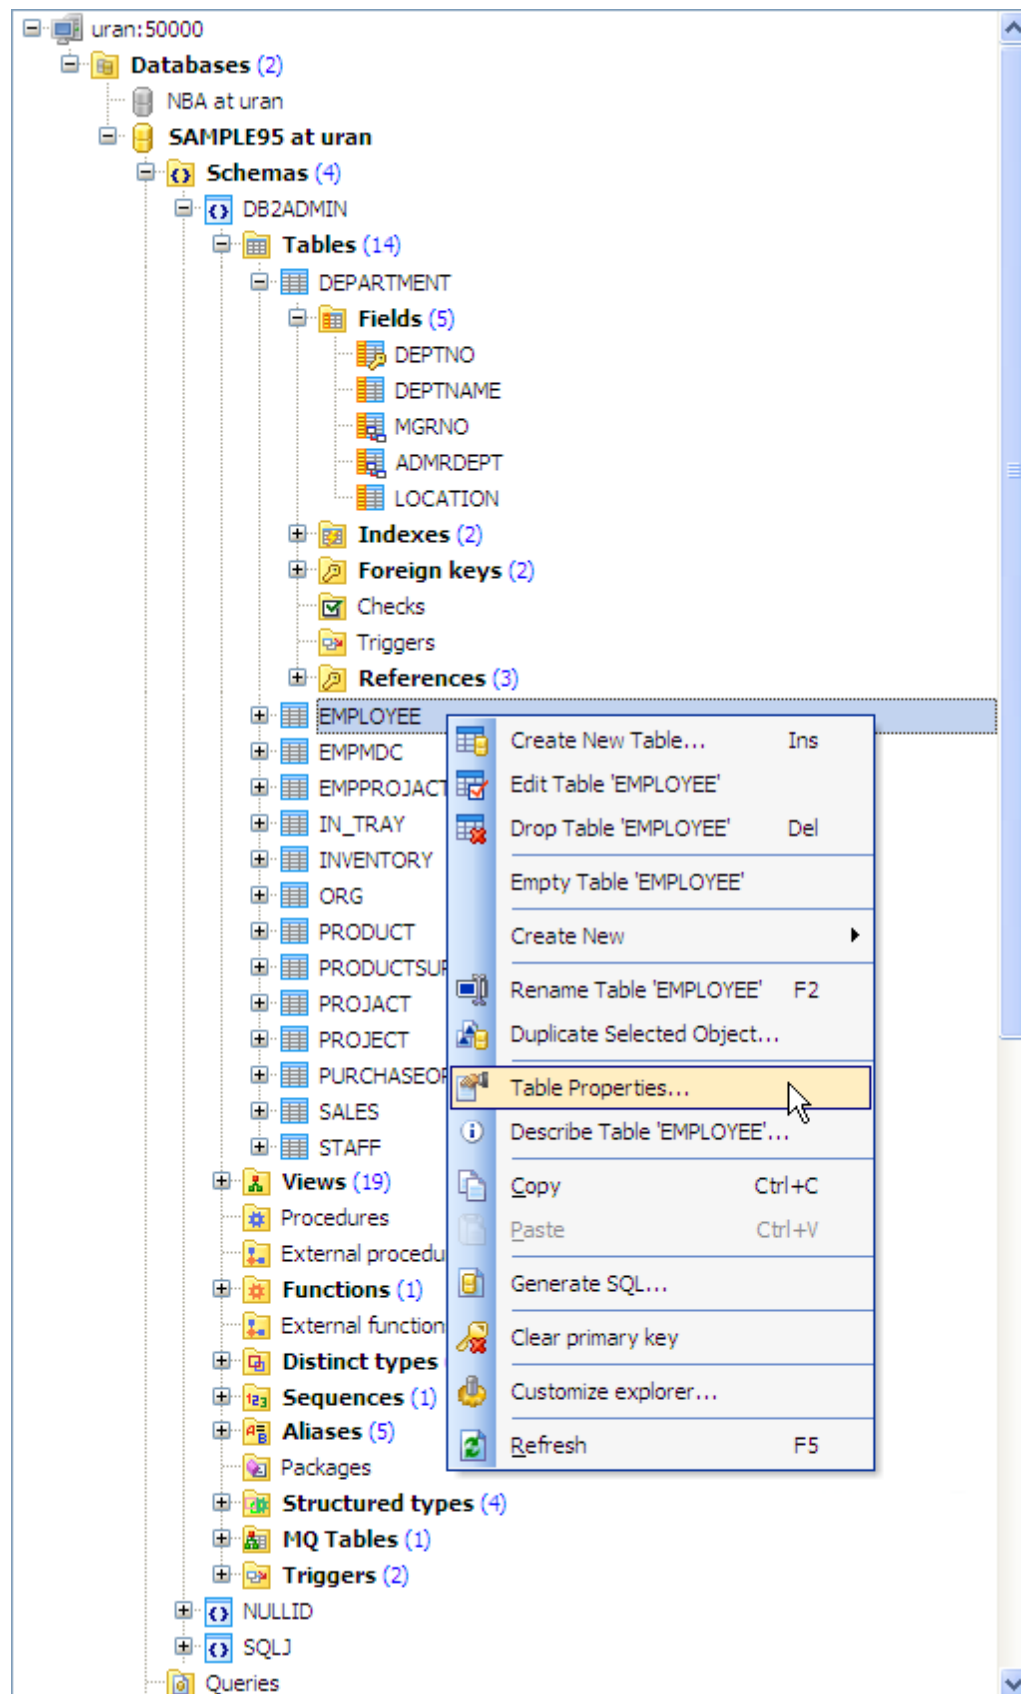 uran:50000
Databases (2)
NBA at uran
SAMPLE95 at uran
Schemas (4)
DB2ADMIN
Tables (14)
DEPARTMENT
Fields (5)
DEPTNO
DEPTNAME
MGRNO
ADMRDEPT
LOCATION
Indexes (2)
Foreign keys (2)
Checks
Triggers
References (3)
EMPLOYEE
EMPMDC
EMPPROJACT
IN_TRAY
INVENTORY
ORG
PRODUCT
PRODUCTSUP
PROJACT
PROJECT
PURCHASEOR
SALES
STAFF
Views (19)
Procedures
External procedu
Functions (1)
External function
Distinct types
Sequences (1)
Aliases (5)
Packages
Structured types (4)
MQ Tables (1)
Triggers (2)
NULLID
SQLJ
Queries
Create New Table... Ins
Edit Table 'EMPLOYEE'
Drop Table 'EMPLOYEE' Del
Empty Table 'EMPLOYEE'
Create New
Rename Table 'EMPLOYEE' F2
Duplicate Selected Object...
Table Properties...
Describe Table 'EMPLOYEE'...
Copy Ctrl+C
Paste Ctrl+V
Generate SQL...
Clear primary key
Customize explorer...
Refresh F5